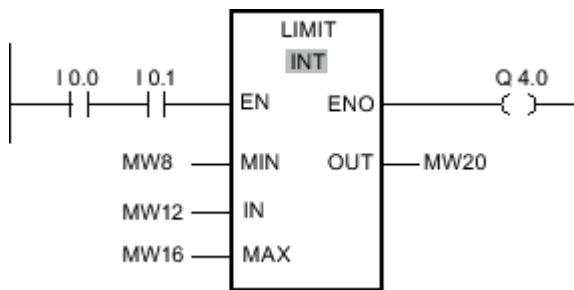 LIMIT
INT
I 0.0 I 0.1 Q 4.0
EN ENO
MW8 MIN OUT MW20
MW12 IN
MW16 MAX